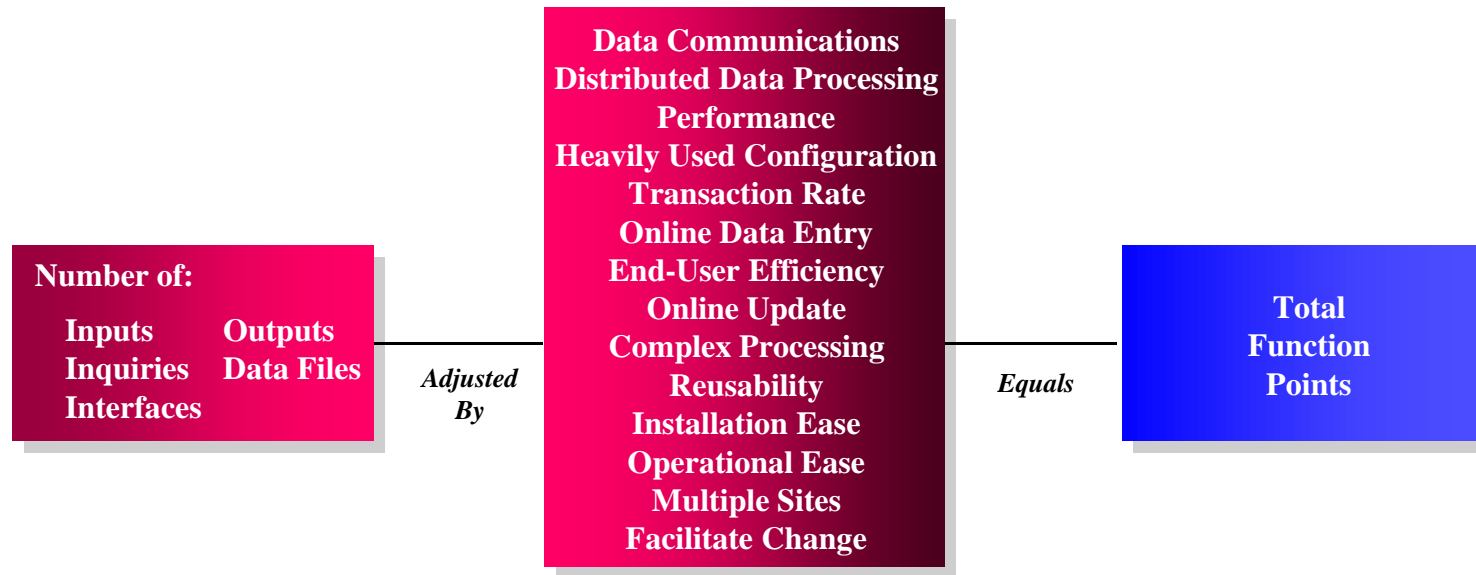 Number of:
Inputs Outputs
Inquiries Data Files
Interfaces
Adjusted
By
Data Communications
Distributed Data Processing
Performance
Heavily Used Configuration
Transaction Rate
Online Data Entry
End-User Efficiency
Online Update
Complex Processing
Reusability
Installation Ease
Operational Ease
Multiple Sites
Facilitate Change
Equals
Total
Function
Points